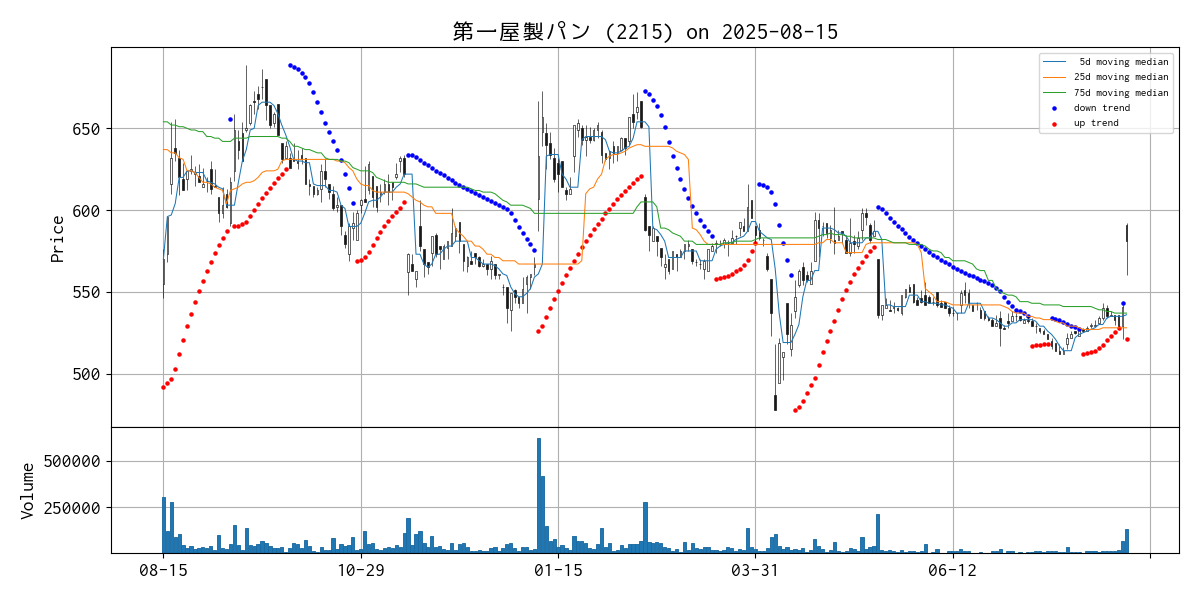 第一屋製パン (2215) on 2025-08-15
5d moving median
25d moving median
75d moving median
down trend
up trend
Price
650
600
550
500
Volume
500000
250000
08-15
10-29
01-15
03-31
06-12